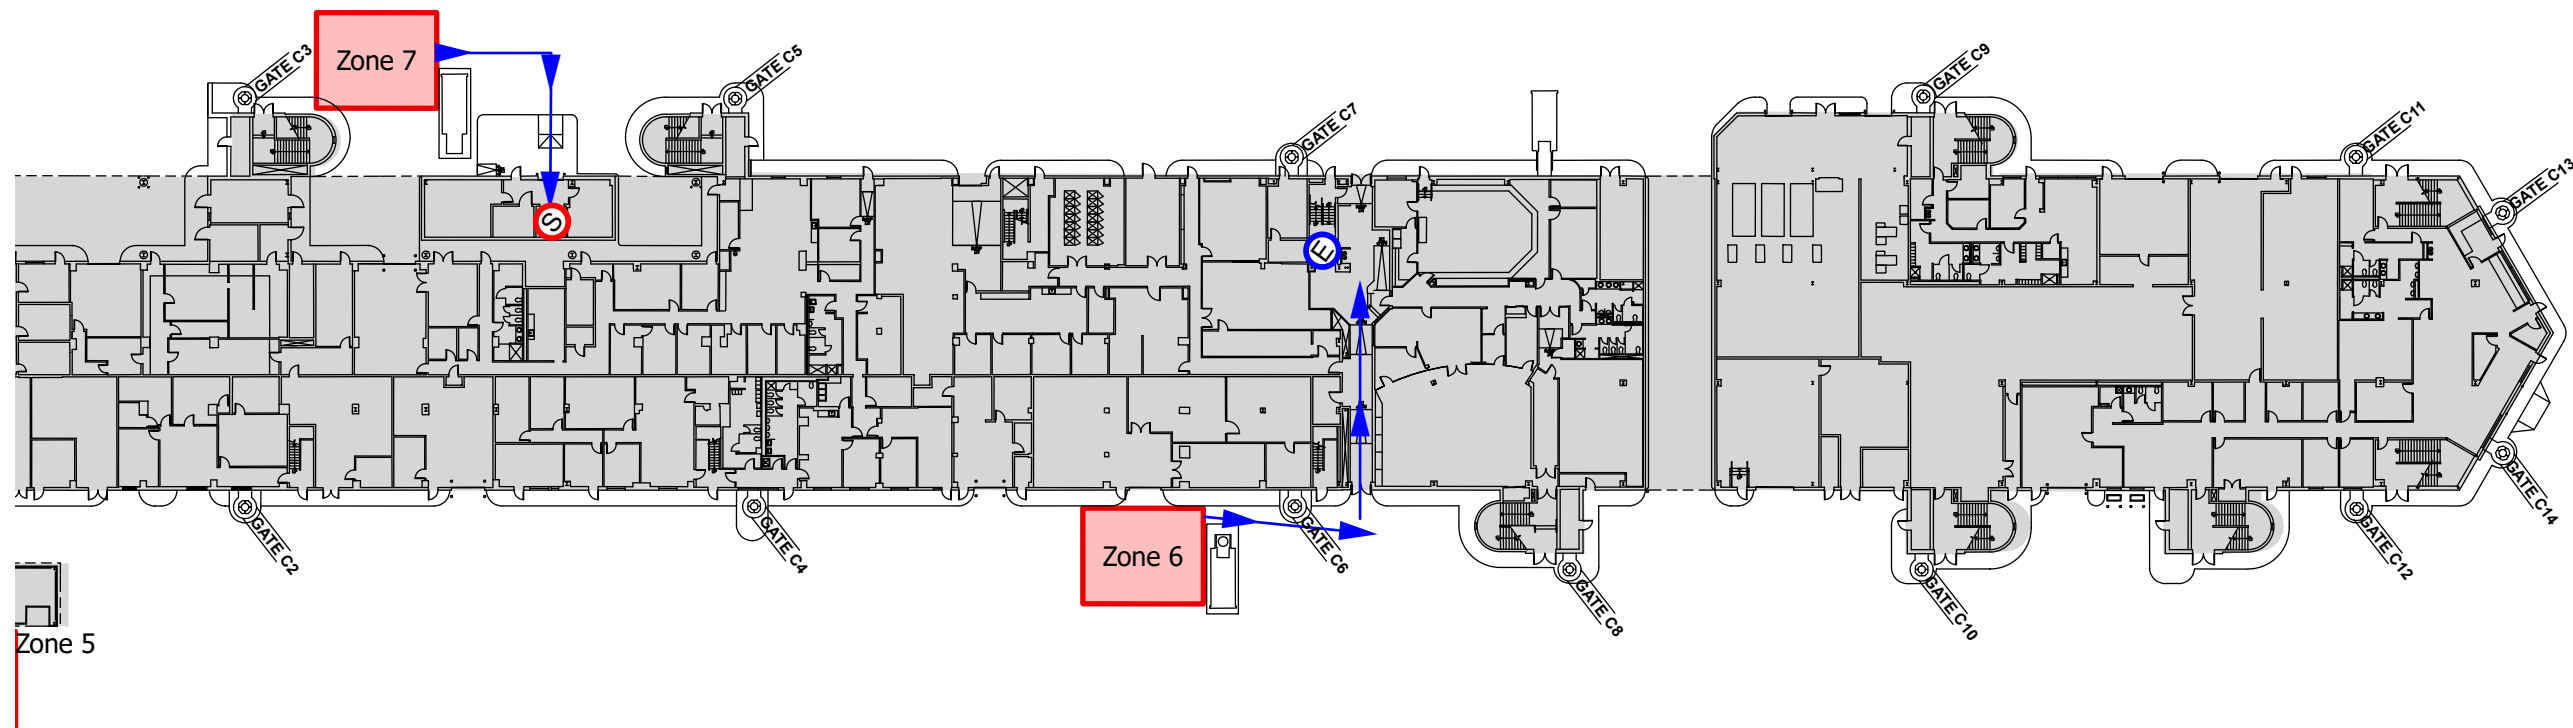 GATE C3
Zone 7
GATE C5
GATE C7
GATE C9
GATE C11
GATE C13
S
E
GATE C2
GATE C4
GATE C6
Zone 6
GATE C8
GATE C10
GATE C12
GATE C14
Zone 5